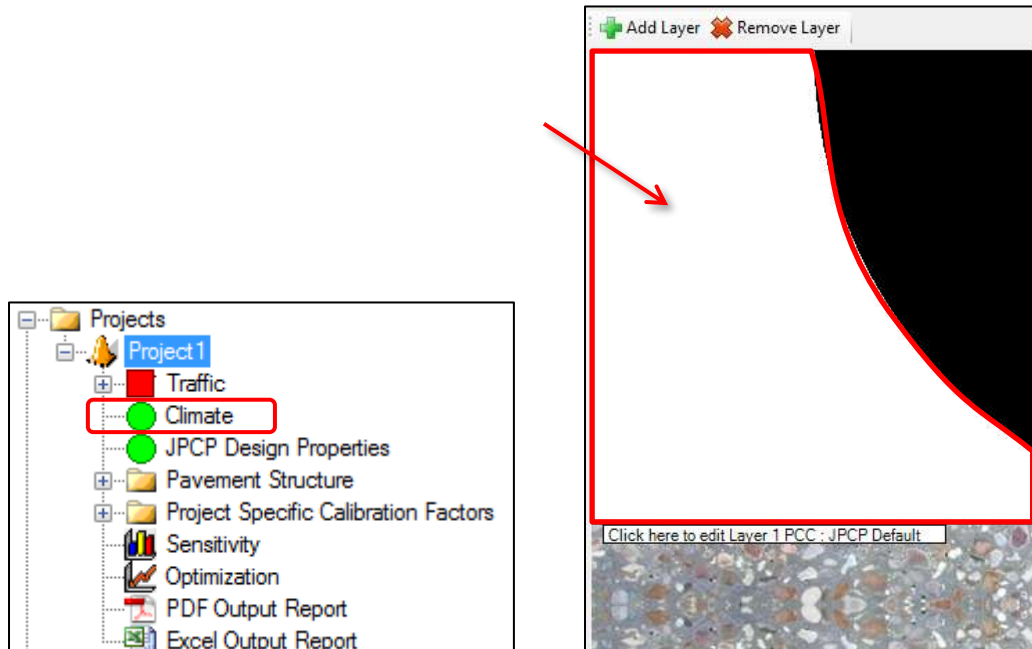 Add Layer Remove Layer
Click here to edit Layer 1 PCC : JPCP Default
Projects
Project1
Traffic
Climate
JPCP Design Properties
Pavement Structure
Project Specific Calibration Factors
Sensitivity
Optimization
PDF Output Report
Excel Output Report